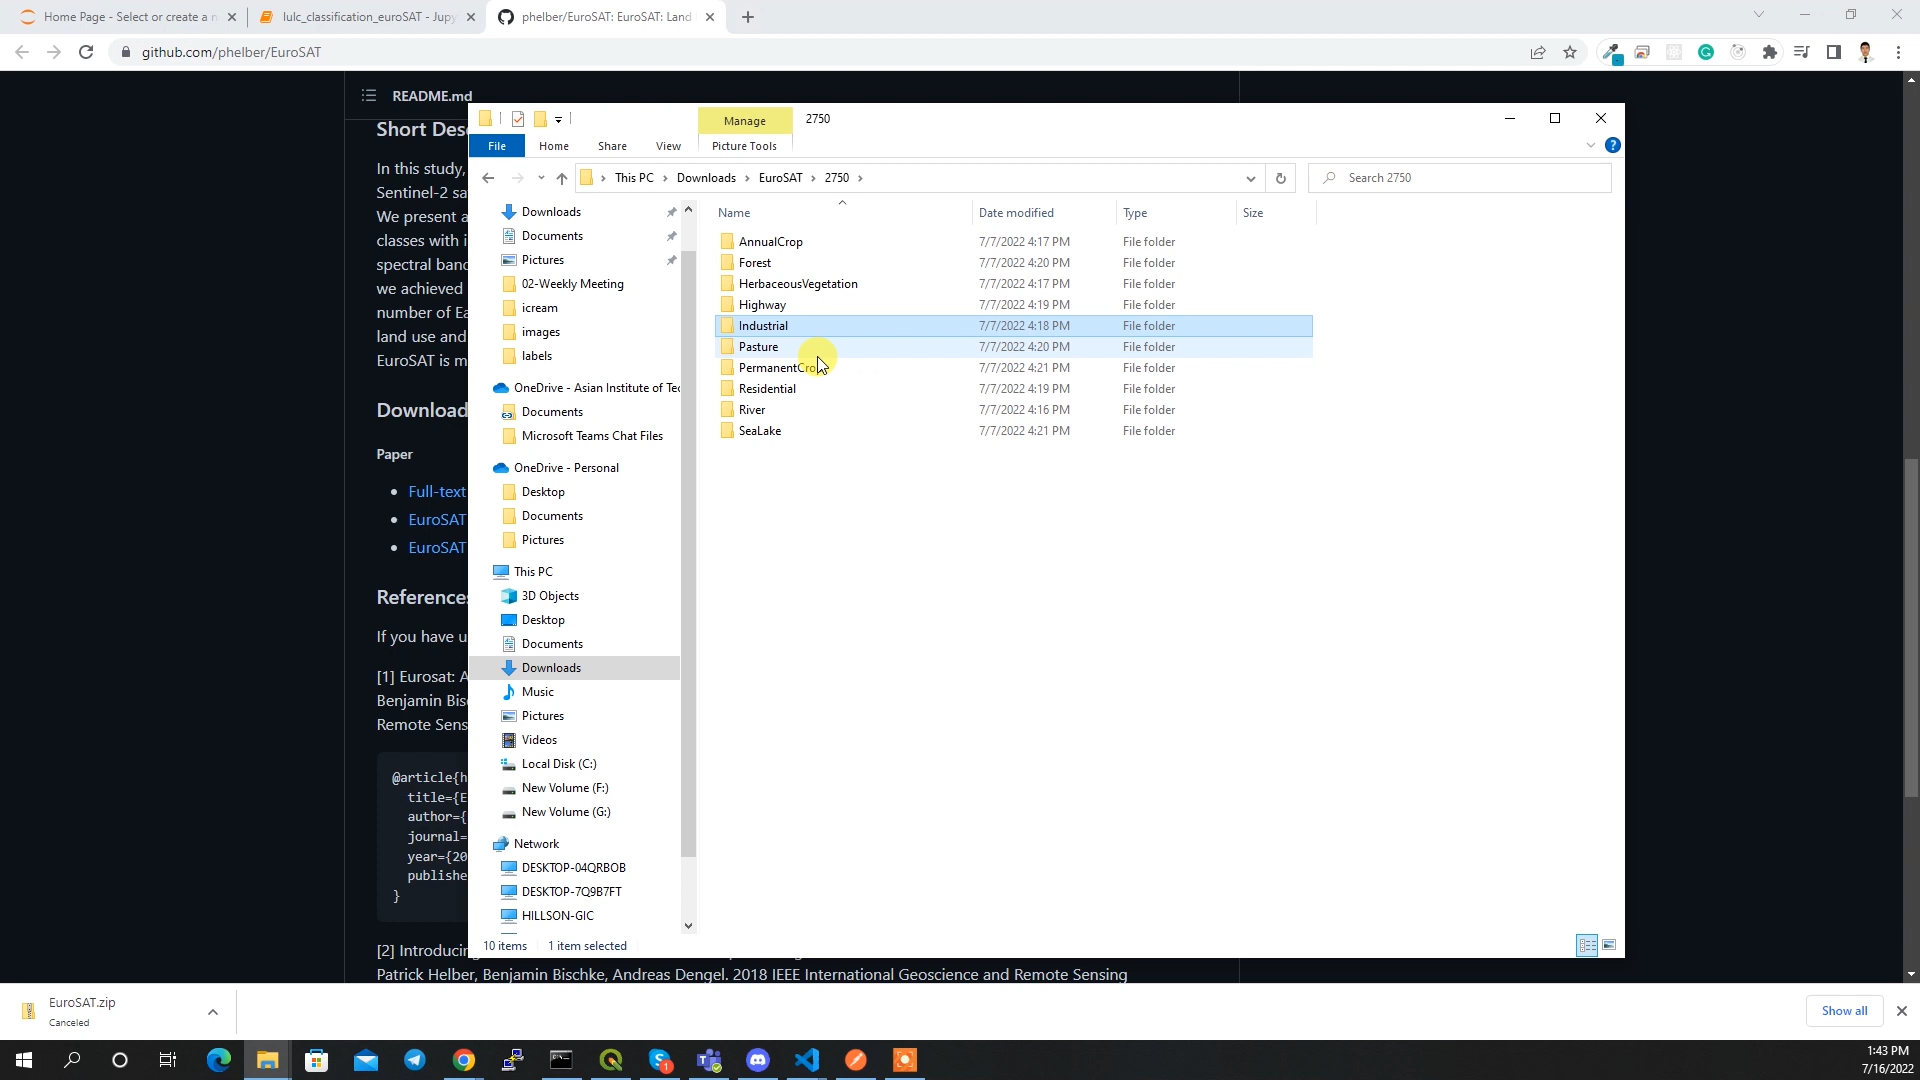 Home Page - Select or create a n
lulc_classification_euroSAT - Jupy
phelber/EuroSAT: EuroSAT: Land
github.com/phelber/EuroSAT
README.md
Short Des
In this study,
Sentinel-2 sa
We present a
classes with i
spectral banc
we achieved
number of Ea
land use and
EuroSAT is m
Download
Paper
Full-text
EuroSAT
EuroSAT
References
If you have u
[1] Eurosat: A
Benjamin Bis
Remote Sens
@article{h
title={E
author={
journal=
year={20
publishe
}
[2] Introducin
Patrick Helber, Benjamin Bischke, Andreas Dengel. 2018 IEEE International Geoscience and Remote Sensing
Manage
2750
File
Home
Share
View
Picture Tools
This PC
Downloads
EuroSAT
2750
Search 2750
Downloads
Documents
Pictures
02-Weekly Meeting
icream
images
labels
OneDrive - Asian Institute of Tec
Documents
Microsoft Teams Chat Files
OneDrive - Personal
Desktop
Documents
Pictures
This PC
3D Objects
Desktop
Documents
Downloads
Music
Pictures
Videos
Local Disk (C:)
New Volume (F:)
New Volume (G:)
Network
DESKTOP-04QRBOB
DESKTOP-7Q9B7FT
HILLSON-GIC
Name Date modified Type Size
AnnualCrop 7/7/2022 4:17 PM File folder
Forest 7/7/2022 4:20 PM File folder
HerbaceousVegetation 7/7/2022 4:17 PM File folder
Highway 7/7/2022 4:19 PM File folder
Industrial 7/7/2022 4:18 PM File folder
Pasture 7/7/2022 4:20 PM File folder
PermanentCro 7/7/2022 4:21 PM File folder
Residential 7/7/2022 4:19 PM File folder
River 7/7/2022 4:16 PM File folder
SeaLake 7/7/2022 4:21 PM File folder
10 items 1 item selected
EuroSAT.zip
Canceled
Show all
1:43 PM
7/16/2022